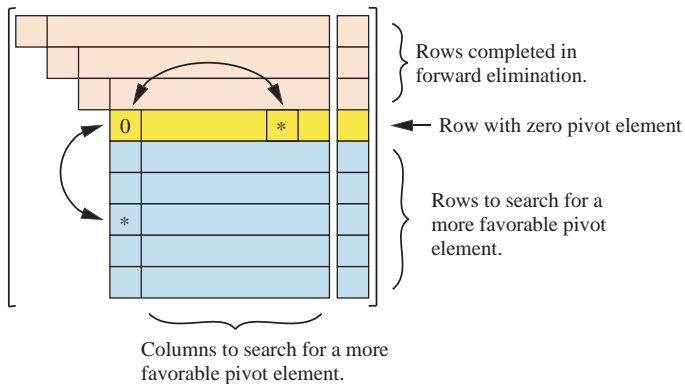 Rows completed in
forward elimination.
0
*
Row with zero pivot element
*
Rows to search for a
more favorable pivot
element.
Columns to search for a more
favorable pivot element.